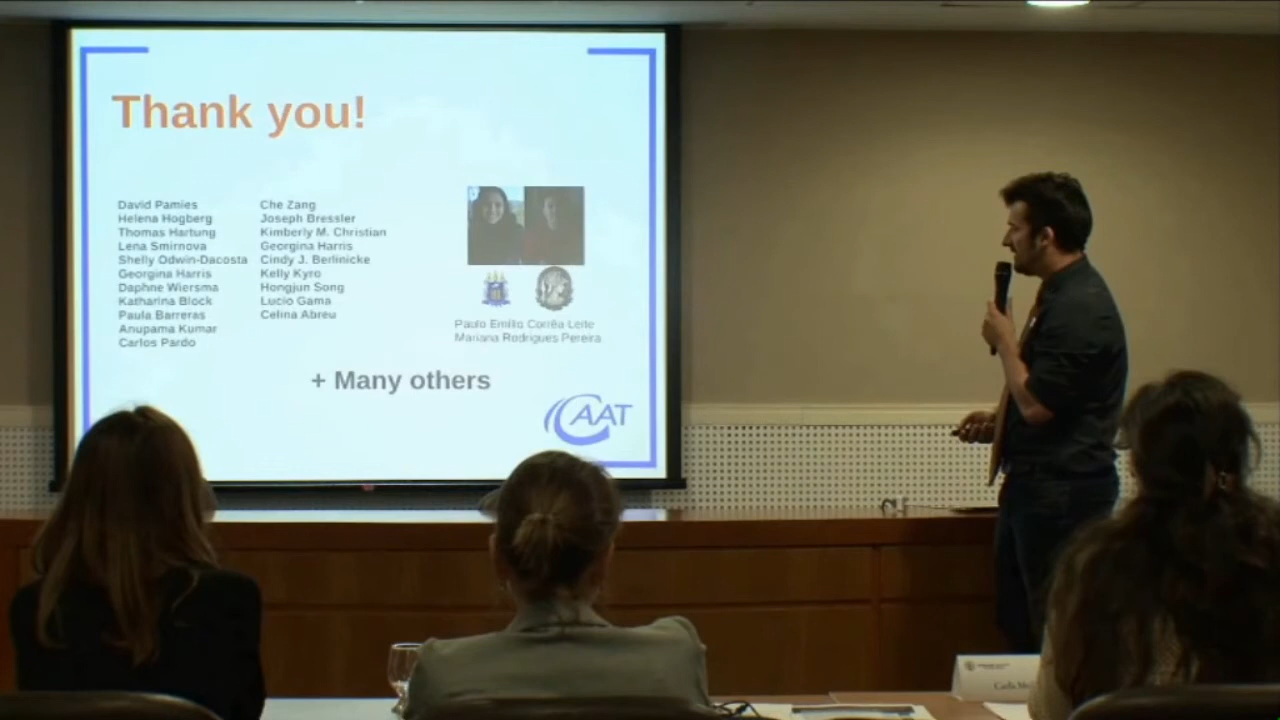 Thank you!
David Pamies
Helena Hogberg
Thomas Hartung
Lena Smirnova
Shelly Odwin-Dacosta
Georgina Harris
Daphne Wiersma
Katharina Block
Paula Barreras
Anupama Kumar
Carlos Pardo
Che Zang
Joseph Bressler
Kimberly M. Christian
Georgina Harris
Cindy J. Berlinicke
Kelly Kyro
Hongjun Song
Lucio Gama
Celina Abreu
Paulo Emílio Corrêa Leite
Mariana Rodrigues Pereira
+ Many others
CAAT